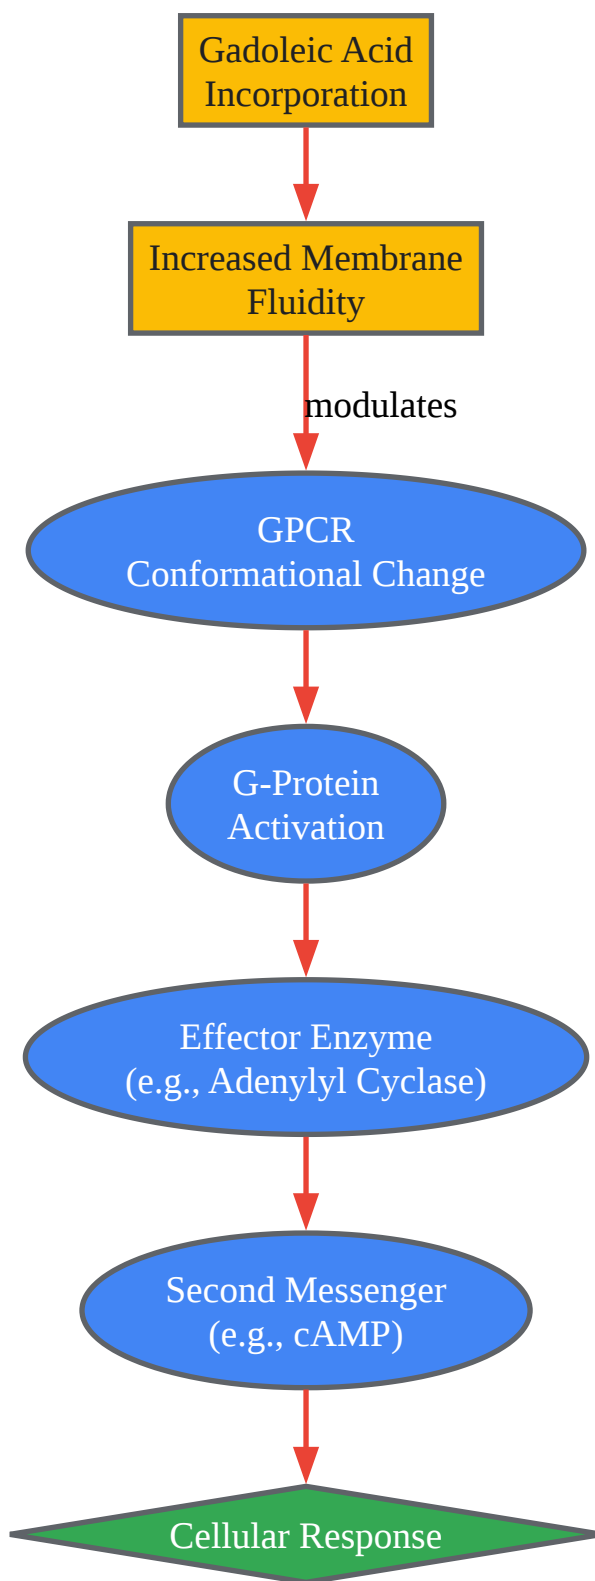 Gadoleic Acid
Incorporation
Increased Membrane
Fluidity
modulates
GPCR
Conformational Change
G-Protein
Activation
Effector Enzyme
(e.g., Adenylyl Cyclase)
Second Messenger
(e.g., cAMP)
Cellular Response